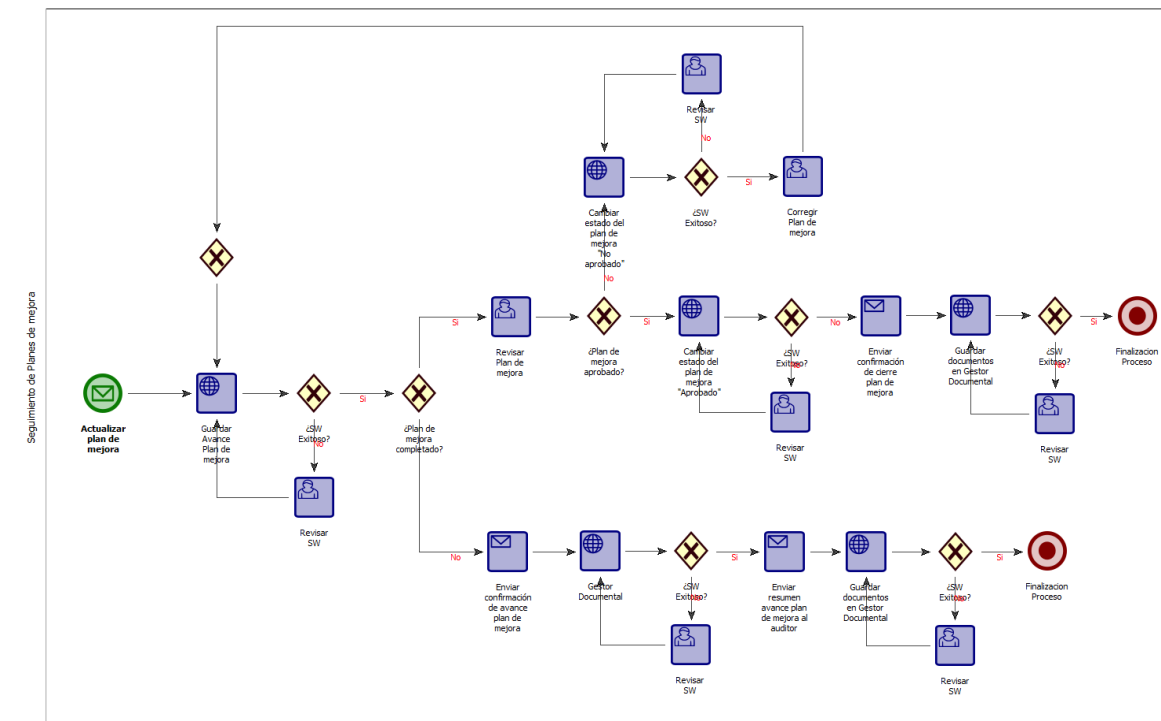 Seguimiento de Planes de mejora
Revisar
SW
No
Si
Cambiar
estado del
plan de
mejora
"No
aprobado"
¿SW
Exitoso?
Corregir
Plan de
mejora
No
Si
Revisar
Plan de
mejora
¿Plan de
mejora
aprobado?
Si
Cambiar
estado del
plan de
mejora
"Aprobado"
¿SW
Exitoso?
No
No
Enviar
confirmación
de cierre
plan de
mejora
Guardar
documentos
en Gestor
Documental
¿SW
Exitoso?
No
Si
Finalizacion
Proceso
Revisar
SW
Revisar
SW
Actualizar
plan de
mejora
Guardar
Avance
Plan de
mejora
¿SW
Exitoso?
No
Si
¿Plan de
mejora
completado?
Revisar
SW
No
Enviar
confirmación
de avance
plan de
mejora
Gestor
Documental
¿SW
Exitoso?
No
Si
Enviar
resumen
avance plan
de mejora al
auditor
Guardar
documentos
en Gestor
Documental
¿SW
Exitoso?
No
Si
Finalizacion
Proceso
Revisar
SW
Revisar
SW